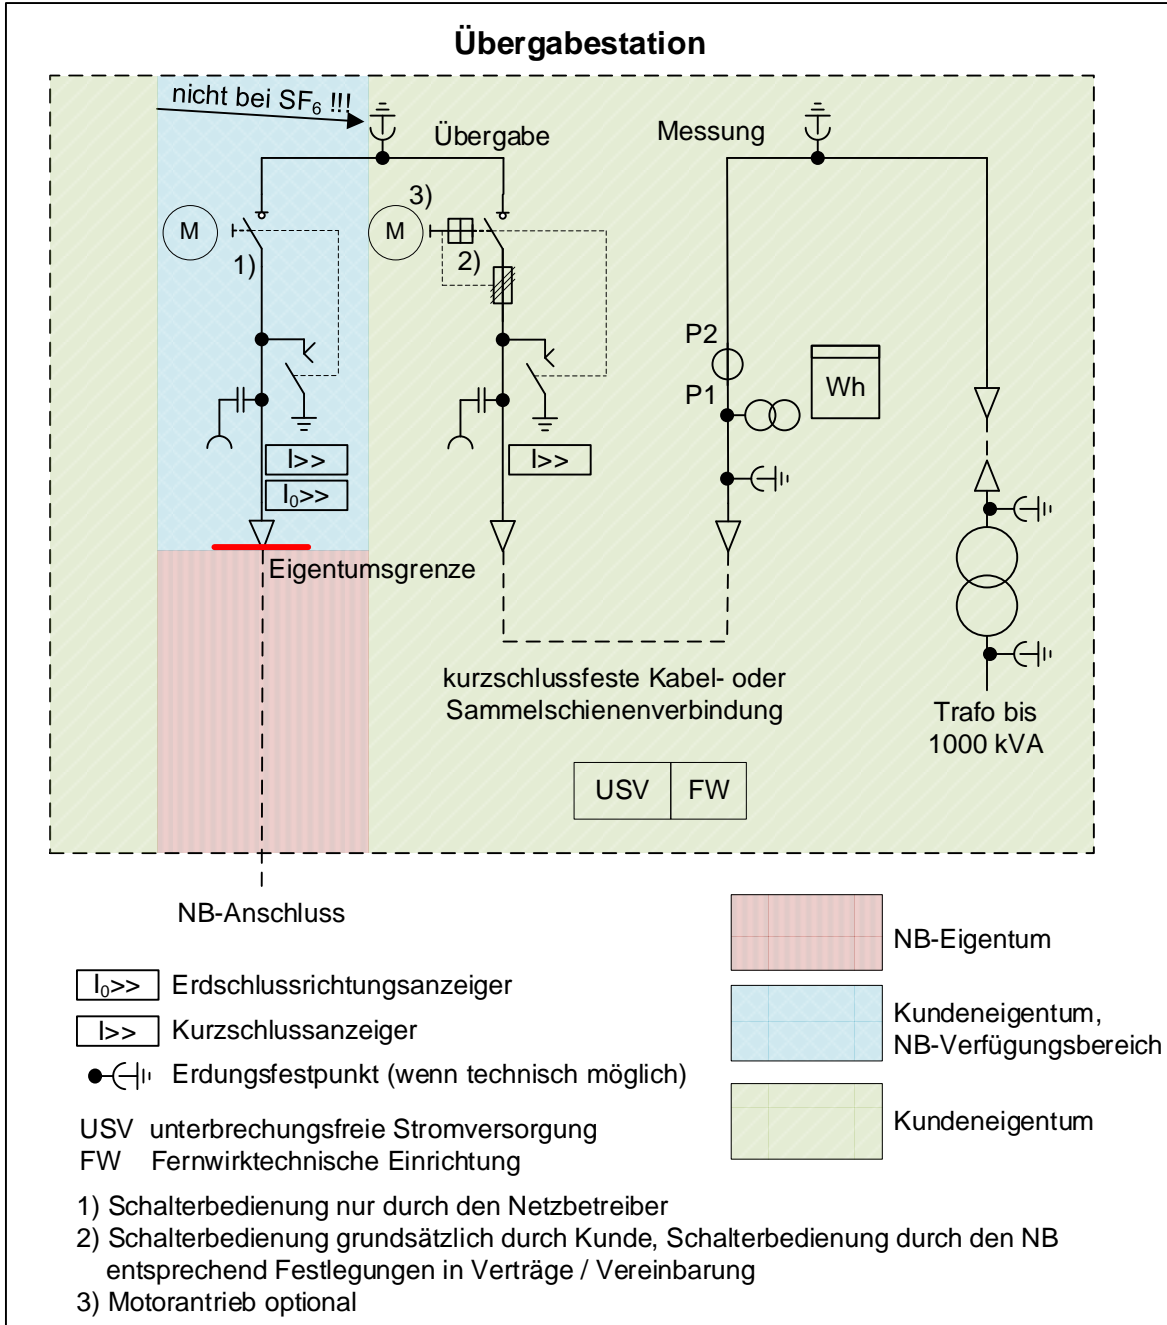 Übergabestation
nicht bei SF₆ !!!
Übergabe
Messung
3)
M
M
1)
2)
P2
P1
Wh
I>>
I₀>>
I>>
Eigentumsgrenze
kurzschlussfeste Kabel- oder
Sammelschienenverbindung
Trafo bis
1000 kVA
USV
FW
NB-Anschluss
NB-Eigentum
I₀>> Erdschlussrichtungsanzeiger
I>> Kurzschlussanzeiger
Kundeneigentum,
NB-Verfügungsbereich
Erdungsfestpunkt (wenn technisch möglich)
Kundeneigentum
USV unterbrechungsfreie Stromversorgung
FW Fernwirktechnische Einrichtung
1) Schalterbedienung nur durch den Netzbetreiber
2) Schalterbedienung grundsätzlich durch Kunde, Schalterbedienung durch den NB
entsprechend Festlegungen in Verträge / Vereinbarung
3) Motorantrieb optional